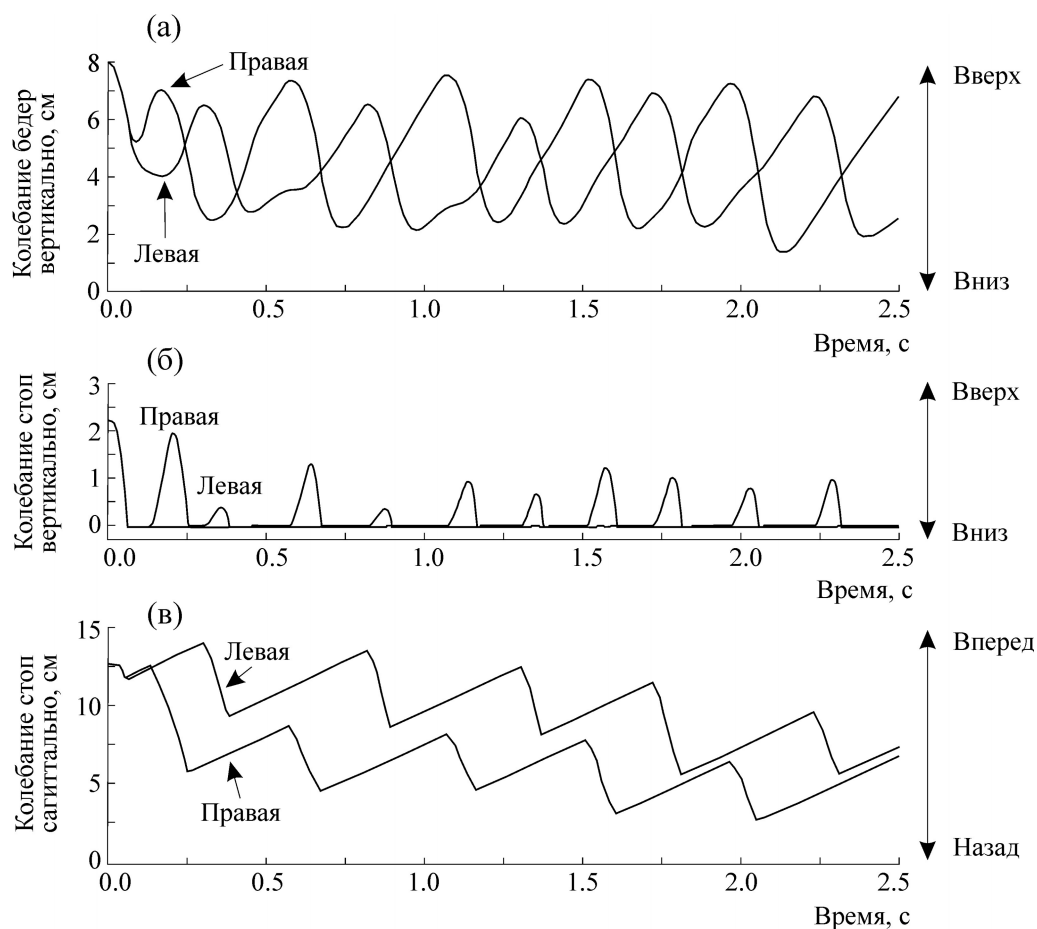 (а)
Колебание бедер
вертикально, см
8
6
4
2
0
Правая
Левая
Вверх
Вниз
0.0 0.5 1.0 1.5 2.0 2.5
Время, с
(б)
Колебание стоп
вертикально, см
3
2
1
0
Правая
Левая
Вверх
Вниз
0.0 0.5 1.0 1.5 2.0 2.5
Время, с
(в)
Колебание стоп
сагиттально, см
15
10
5
0
Левая
Правая
Вперед
Назад
0.0 0.5 1.0 1.5 2.0 2.5
Время, с